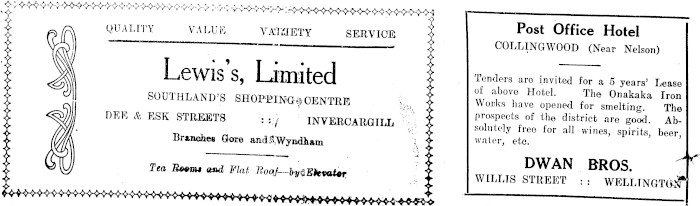 QUALITY VALUE VARIETY SERVICE
Lewis's, Limited
SOUTHLAND'S SHOPPING CENTRE
DEE & ESK STREETS :: INVERCARGILL
Branches Gore and Wyndham
Tea Rooms and Flat Roof—by Elevator
Post Office Hotel
COLLINGWOOD (Near Nelson)
Tenders are invited for a 5 years' Lease
of above Hotel. The Onakaka Iron
Works have opened for smelting. The
prospects of the district are good. Ab-
solutely free for all wines, spirits, beer,
water, etc.
DWAN BROS.
WILLIS STREET :: WELLINGTON